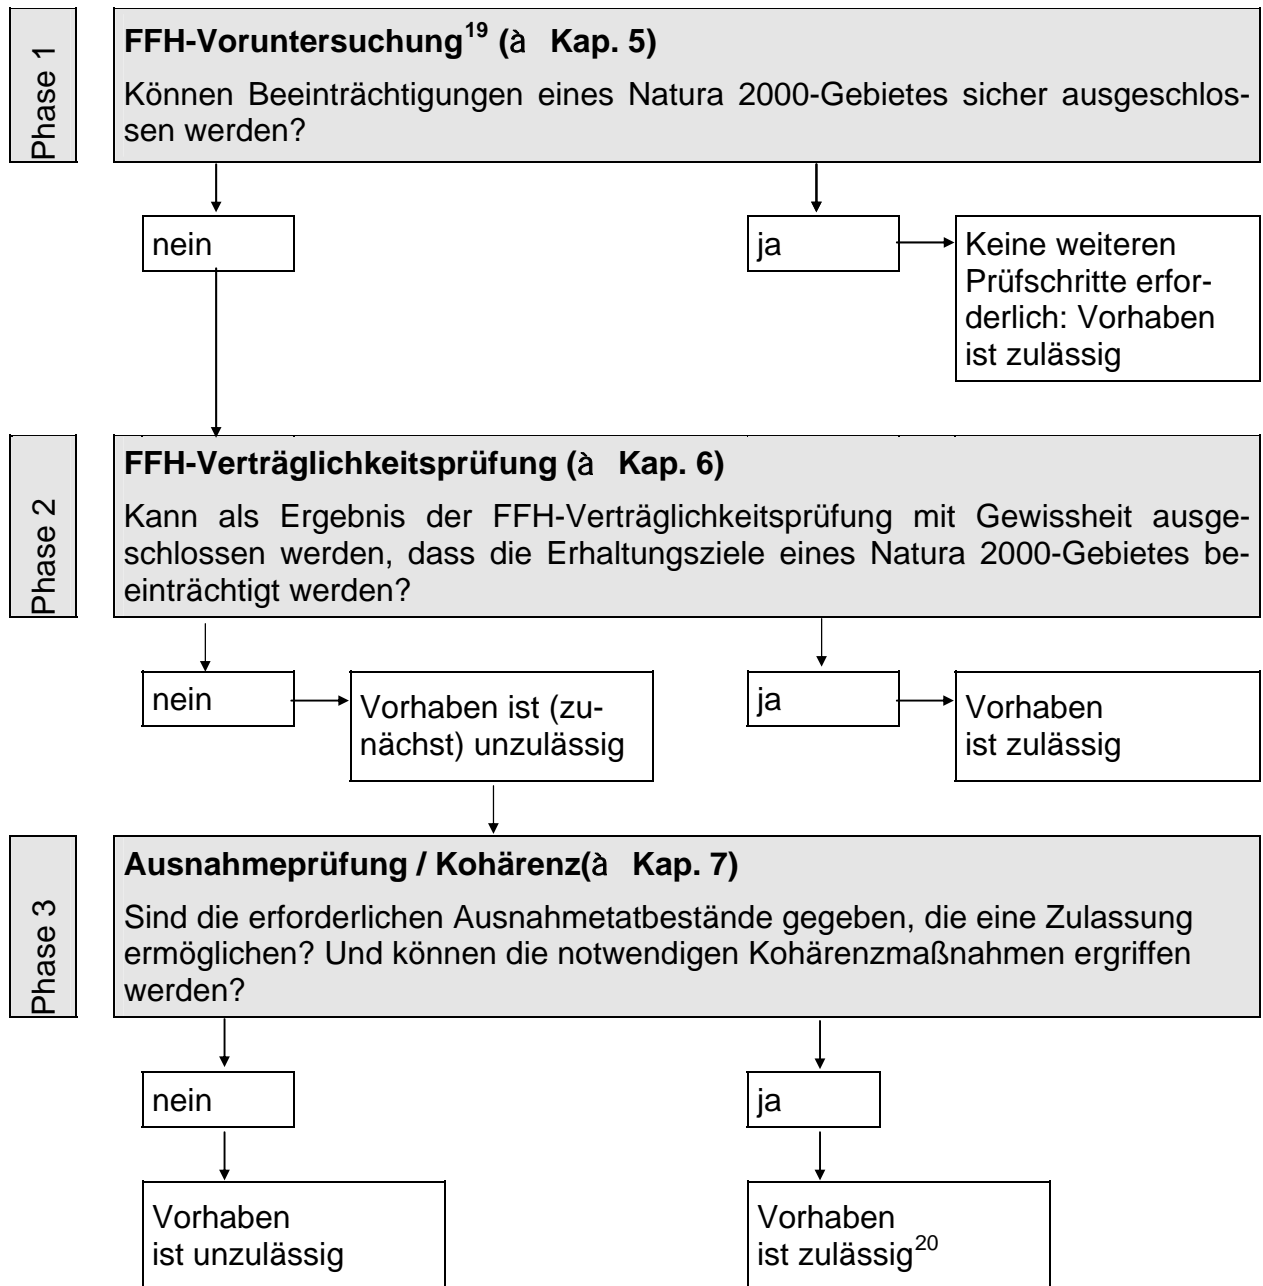 Phase 1
FFH-Voruntersuchung19 (à Kap. 5)
Können Beeinträchtigungen eines Natura 2000-Gebietes sicher ausgeschlos-
sen werden?
nein
ja
Keine weiteren
Prüfschritte erfor-
derlich: Vorhaben
ist zulässig
Phase 2
FFH-Verträglichkeitsprüfung (à Kap. 6)
Kann als Ergebnis der FFH-Verträglichkeitsprüfung mit Gewissheit ausge-
schlossen werden, dass die Erhaltungsziele eines Natura 2000-Gebietes be-
einträchtigt werden?
nein
Vorhaben ist (zu-
nächst) unzulässig
ja
Vorhaben
ist zulässig
Phase 3
Ausnahmeprüfung / Kohärenz(à Kap. 7)
Sind die erforderlichen Ausnahmetatbestände gegeben, die eine Zulassung
ermöglichen? Und können die notwendigen Kohärenzmaßnahmen ergriffen
werden?
nein
ja
Vorhaben
ist unzulässig
Vorhaben
ist zulässig20